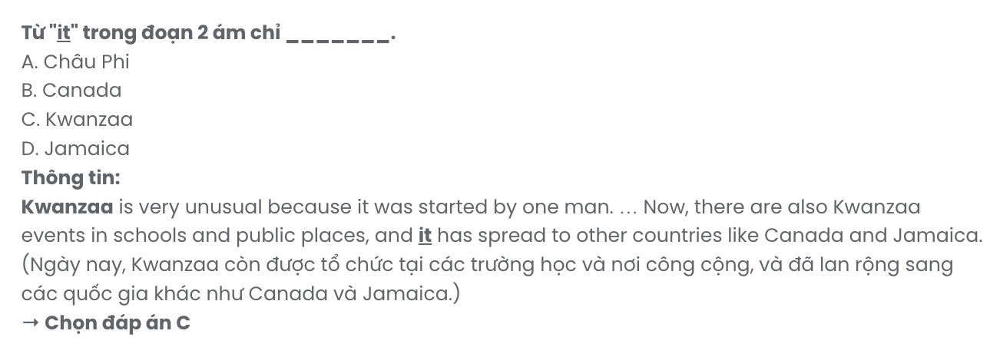 Từ "it" trong đoạn 2 ám chỉ _______.
A. Châu Phi
B. Canada
C. Kwanzaa
D. Jamaica
Thông tin:
Kwanzaa is very unusual because it was started by one man. … Now, there are also Kwanzaa
events in schools and public places, and it has spread to other countries like Canada and Jamaica.
(Ngày nay, Kwanzaa còn được tổ chức tại các trường học và nơi công cộng, và đã lan rộng sang
các quốc gia khác như Canada và Jamaica.)
→ Chọn đáp án C